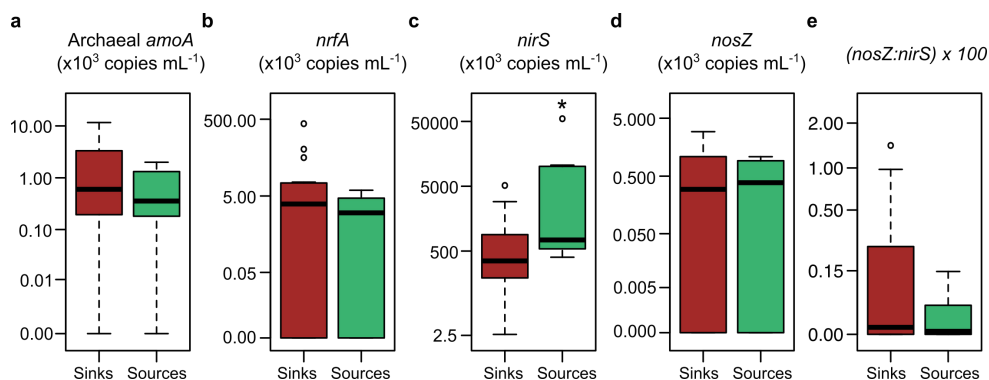 a
Archaeal amoA
(x10³ copies mL⁻¹)
10.00
1.00
0.10
0.01
0.00
Sinks Sources
b
nrfA
(x10³ copies mL⁻¹)
500.00
5.00
0.05
0.00
Sinks Sources
c
nirS
(x10³ copies mL⁻¹)
*
50000
5000
500
2.5
Sinks Sources
d
nosZ
(x10³ copies mL⁻¹)
5.000
0.500
0.050
0.005
0.000
Sinks Sources
e
(nosZ:nirS) x 100
2.00
1.00
0.50
0.15
0.00
Sinks Sources